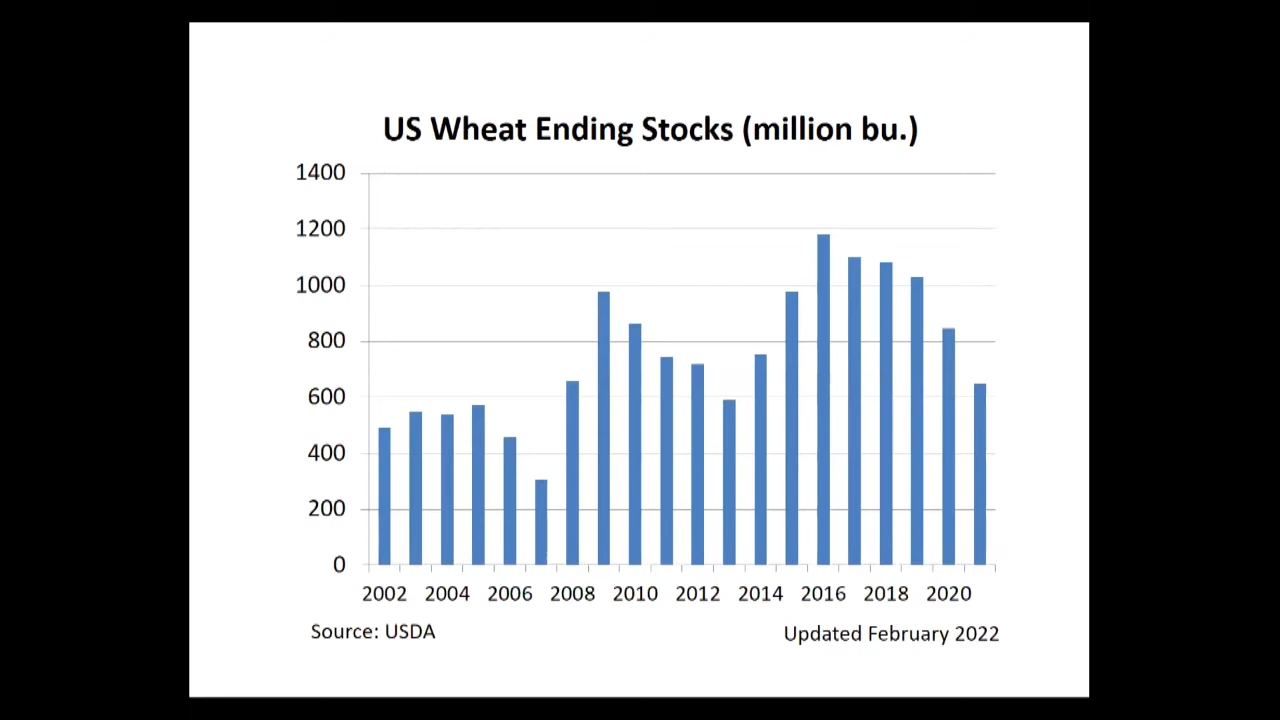 US Wheat Ending Stocks (million bu.)
1400
1200
1000
800
600
400
200
0
2002 2004 2006 2008 2010 2012 2014 2016 2018 2020
Source: USDA
Updated February 2022